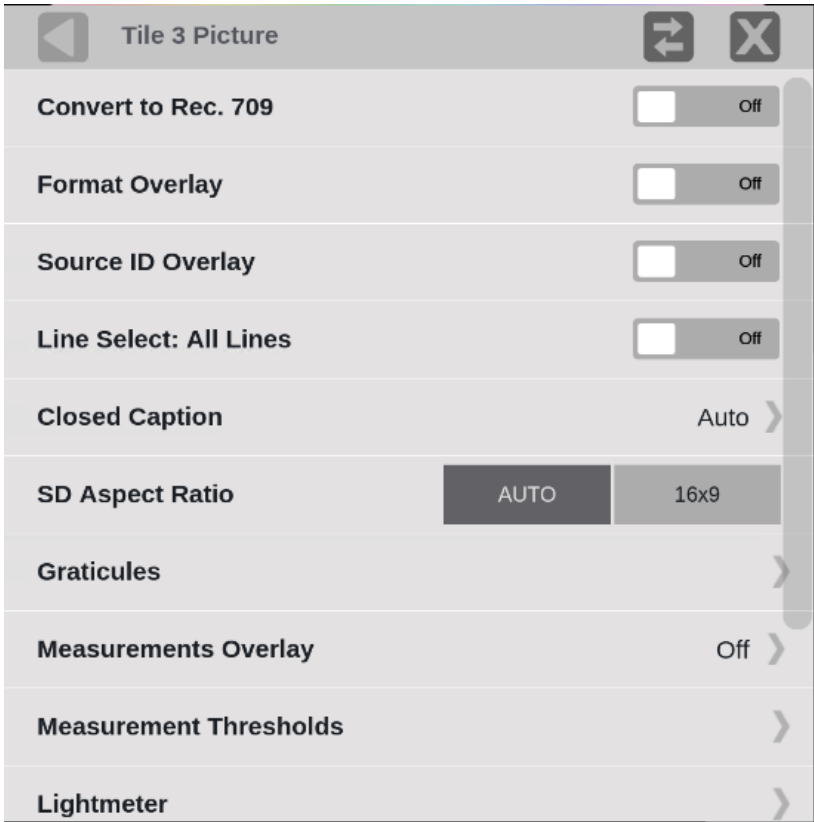 Tile 3 Picture
Convert to Rec. 709 Off
Format Overlay Off
Source ID Overlay Off
Line Select: All Lines Off
Closed Caption Auto
SD Aspect Ratio AUTO 16x9
Graticules
Measurements Overlay Off
Measurement Thresholds
Lightmeter